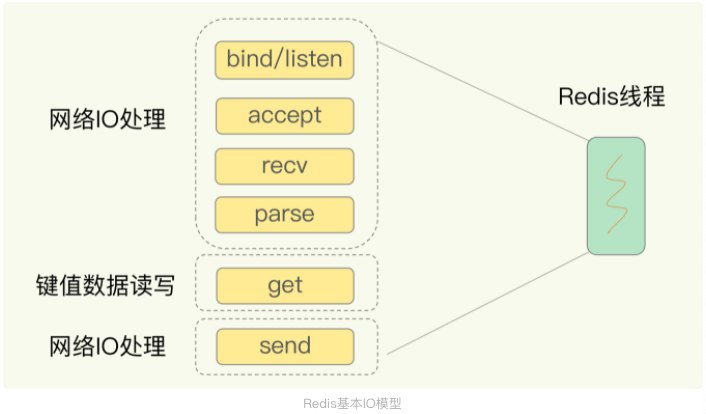 bind/listen
Redis线程
网络IO处理
accept
recv
parse
键值数据读写
get
网络IO处理
send
Redis基本IO模型